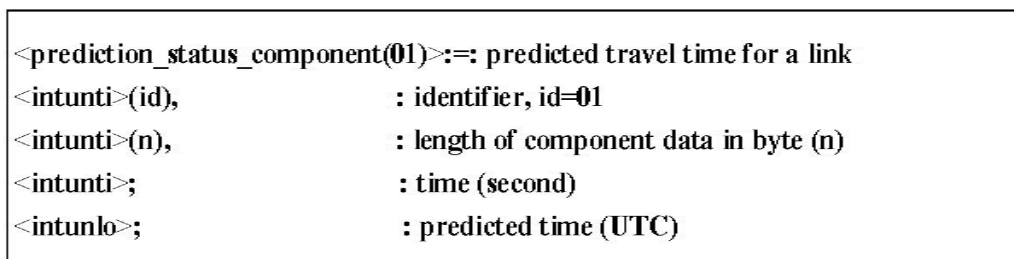 <prediction_status_component(01)>:=: predicted travel time for a link
<intunti>(id), : identifier, id=01
<intunti>(n), : length of component data in byte (n)
<intunti>; : time (second)
<intunlo>; : predicted time (UTC)